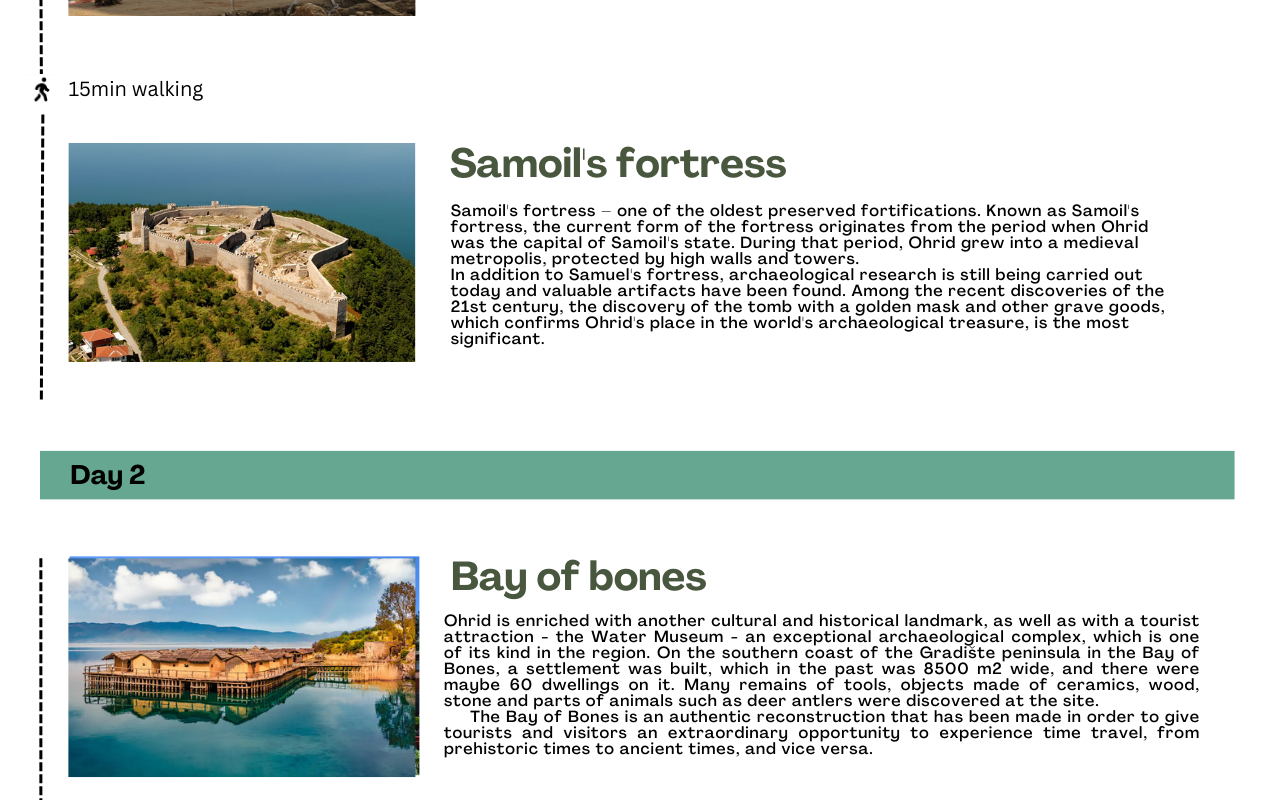 15min walking
Samoil's fortress
Samoil's fortress – one of the oldest preserved fortifications. Known as Samoil's
fortress, the current form of the fortress originates from the period when Ohrid
was the capital of Samoil's state. During that period, Ohrid grew into a medieval
metropolis, protected by high walls and towers.
In addition to Samuel's fortress, archaeological research is still being carried out
today and valuable artifacts have been found. Among the recent discoveries of the
21st century, the discovery of the tomb with a golden mask and other grave goods,
which confirms Ohrid's place in the world's archaeological treasure, is the most
significant.
Day 2
Bay of bones
Ohrid is enriched with another cultural and historical landmark, as well as with a tourist
attraction - the Water Museum - an exceptional archaeological complex, which is one
of its kind in the region. On the southern coast of the Gradište peninsula in the Bay of
Bones, a settlement was built, which in the past was 8500 m2 wide, and there were
maybe 60 dwellings on it. Many remains of tools, objects made of ceramics, wood,
stone and parts of animals such as deer antlers were discovered at the site.
The Bay of Bones is an authentic reconstruction that has been made in order to give
tourists and visitors an extraordinary opportunity to experience time travel, from
prehistoric times to ancient times, and vice versa.